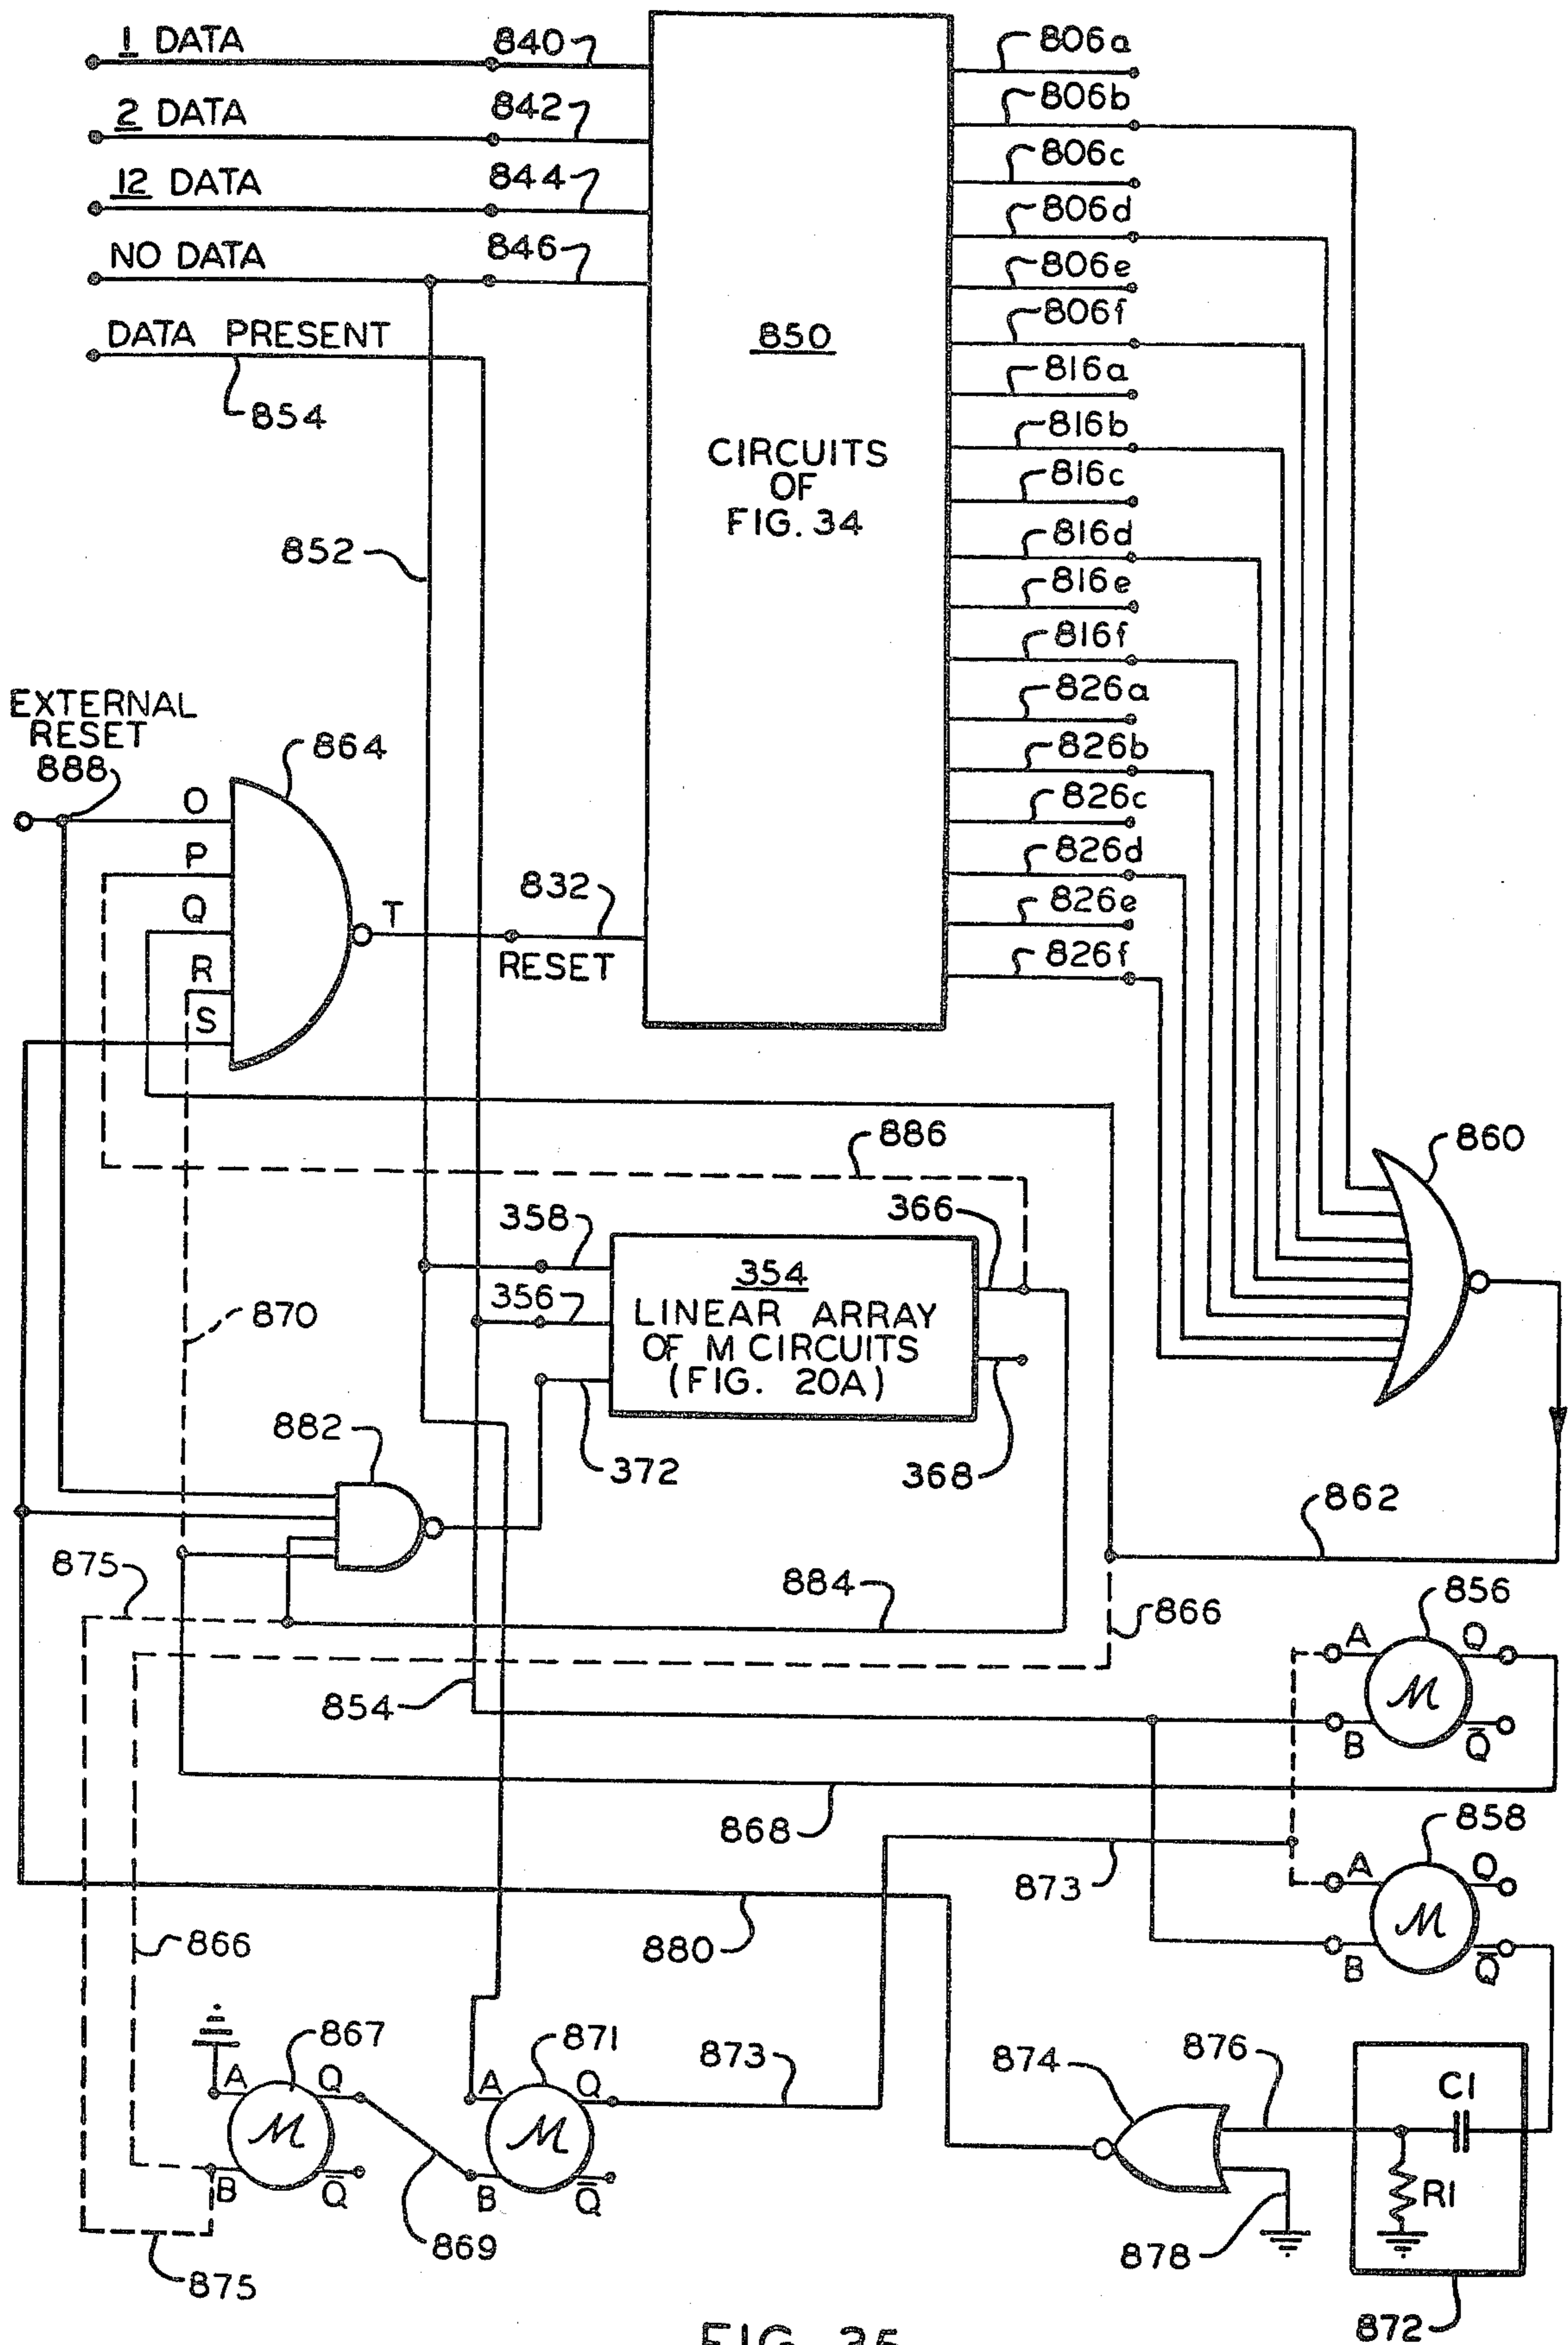 1 DATA
840
2 DATA
842
12 DATA
844
NO DATA
846
DATA PRESENT
854
850
CIRCUITS
OF
FIG. 34
806a
806b
806c
806d
806e
806f
816a
816b
816c
816d
816e
816f
826a
826b
826c
826d
826e
826f
852
EXTERNAL
RESET
888
864
O
P
Q
R
S
T
832
RESET
886
860
358
356
354
LINEAR ARRAY
OF M CIRCUITS
(FIG. 20A)
366
368
372
870
882
862
875
884
866
854
856
A
Q
M
B
Q̅
868
858
873
A
Q
M
B
Q̅
880
866
867
A
Q
M
B
Q̅
869
871
A
Q
M
B
Q̅
873
875
874
876
878
C1
R1
872
FIG. 35